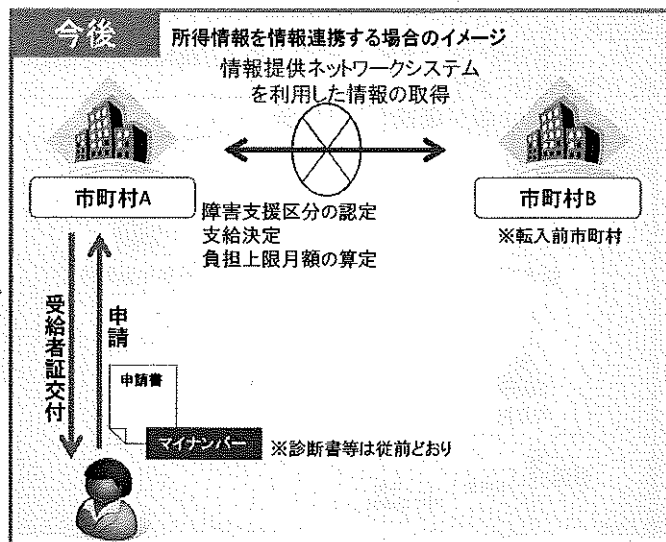 今後
所得情報を情報連携する場合のイメージ
情報提供ネットワークシステム
を利用した情報の取得
市町村A
市町村B
※転入前市町村
障害支援区分の認定
支給決定
負担上限月額の算定
受給者証交付
申請
申請書
マイナンバー
※診断書等は従前どおり